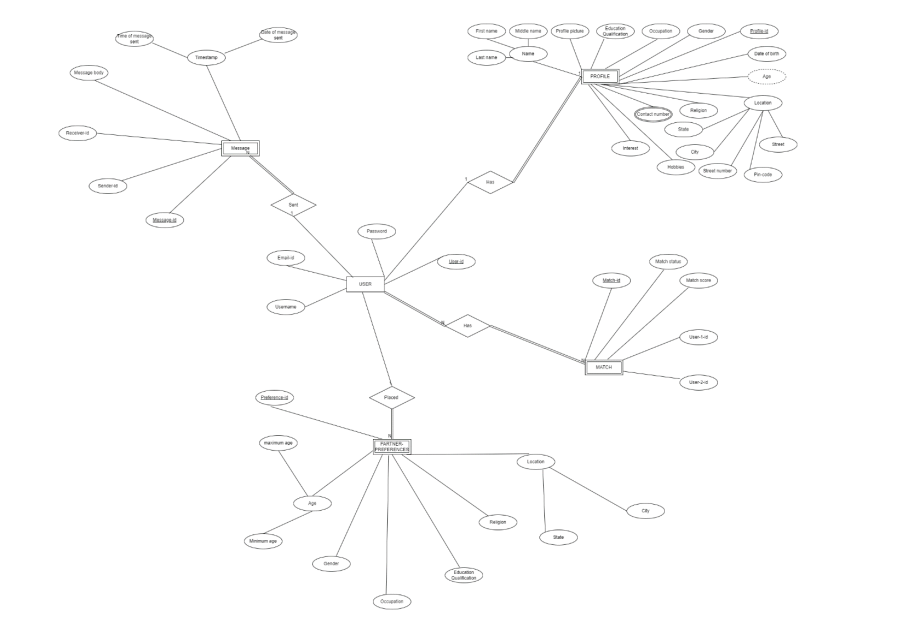 First name
Middle name
Profile picture
Education
Qualification
Occupation
Gender
Profile-id
Time of message
sent
Date of message
sent
Timestamp
Last name
Name
Date of birth
Message body
PROFILE
Age
Location
Contact number
Religion
State
Receiver-id
Message
N
Interest
City
Street
Hobbies
Street number
Pin code
1
Has
Sender-id
Sent
1
Message-id
Password
Email-id
User-id
Match status
USER
Match-id
Match score
Username
N
Has
User-1-id
MATCH
User-2-id
Preference-id
Placed
N
maximum age
PARTNER-
PREFERENCES
Location
Age
City
Religion
Minimum age
State
Gender
Education
Qualification
Occupation